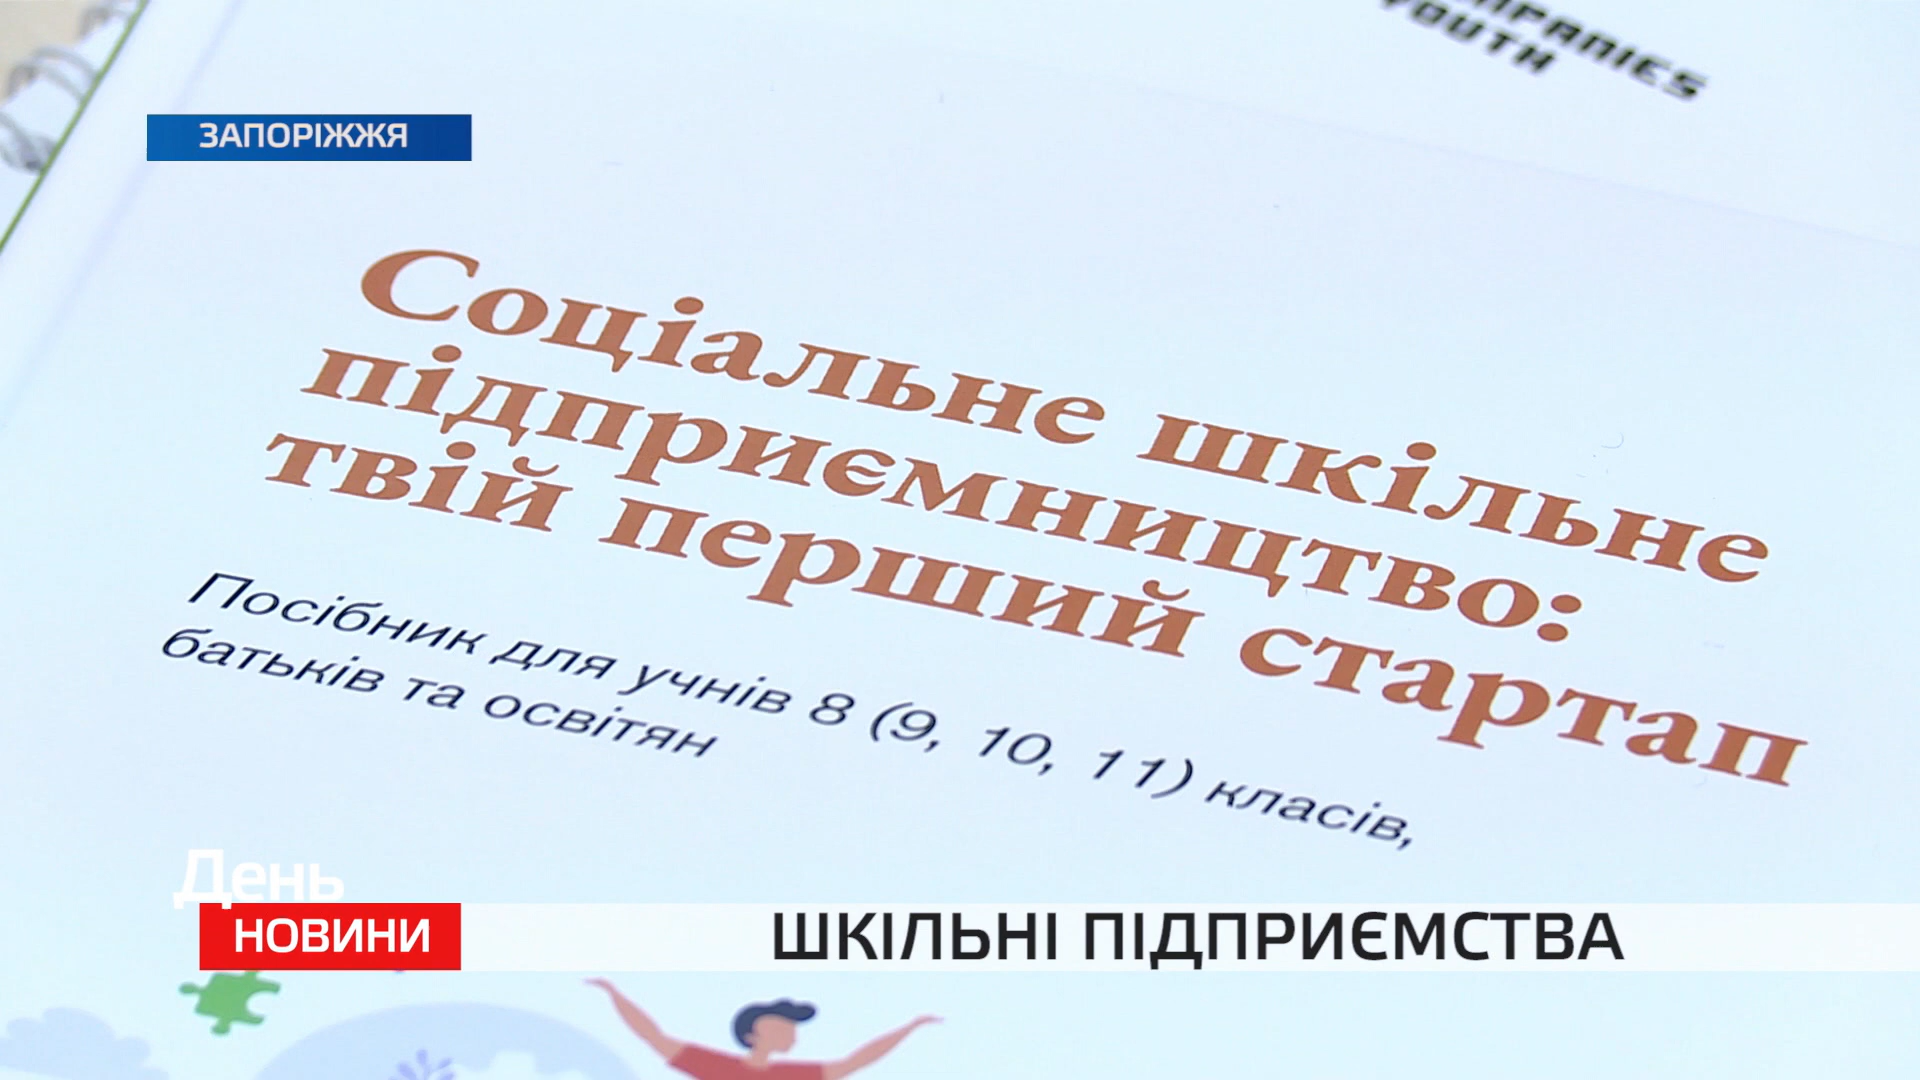 YOUTH
ЗАПОРІЖЖЯ
Соціальне шкільне
підприємництво:
твій перший стартап
Посібник для учнів 8 (9, 10, 11) класів,
батьків та освітян
День
НОВИНИ
ШКІЛЬНІ ПІДПРИЄМСТВА